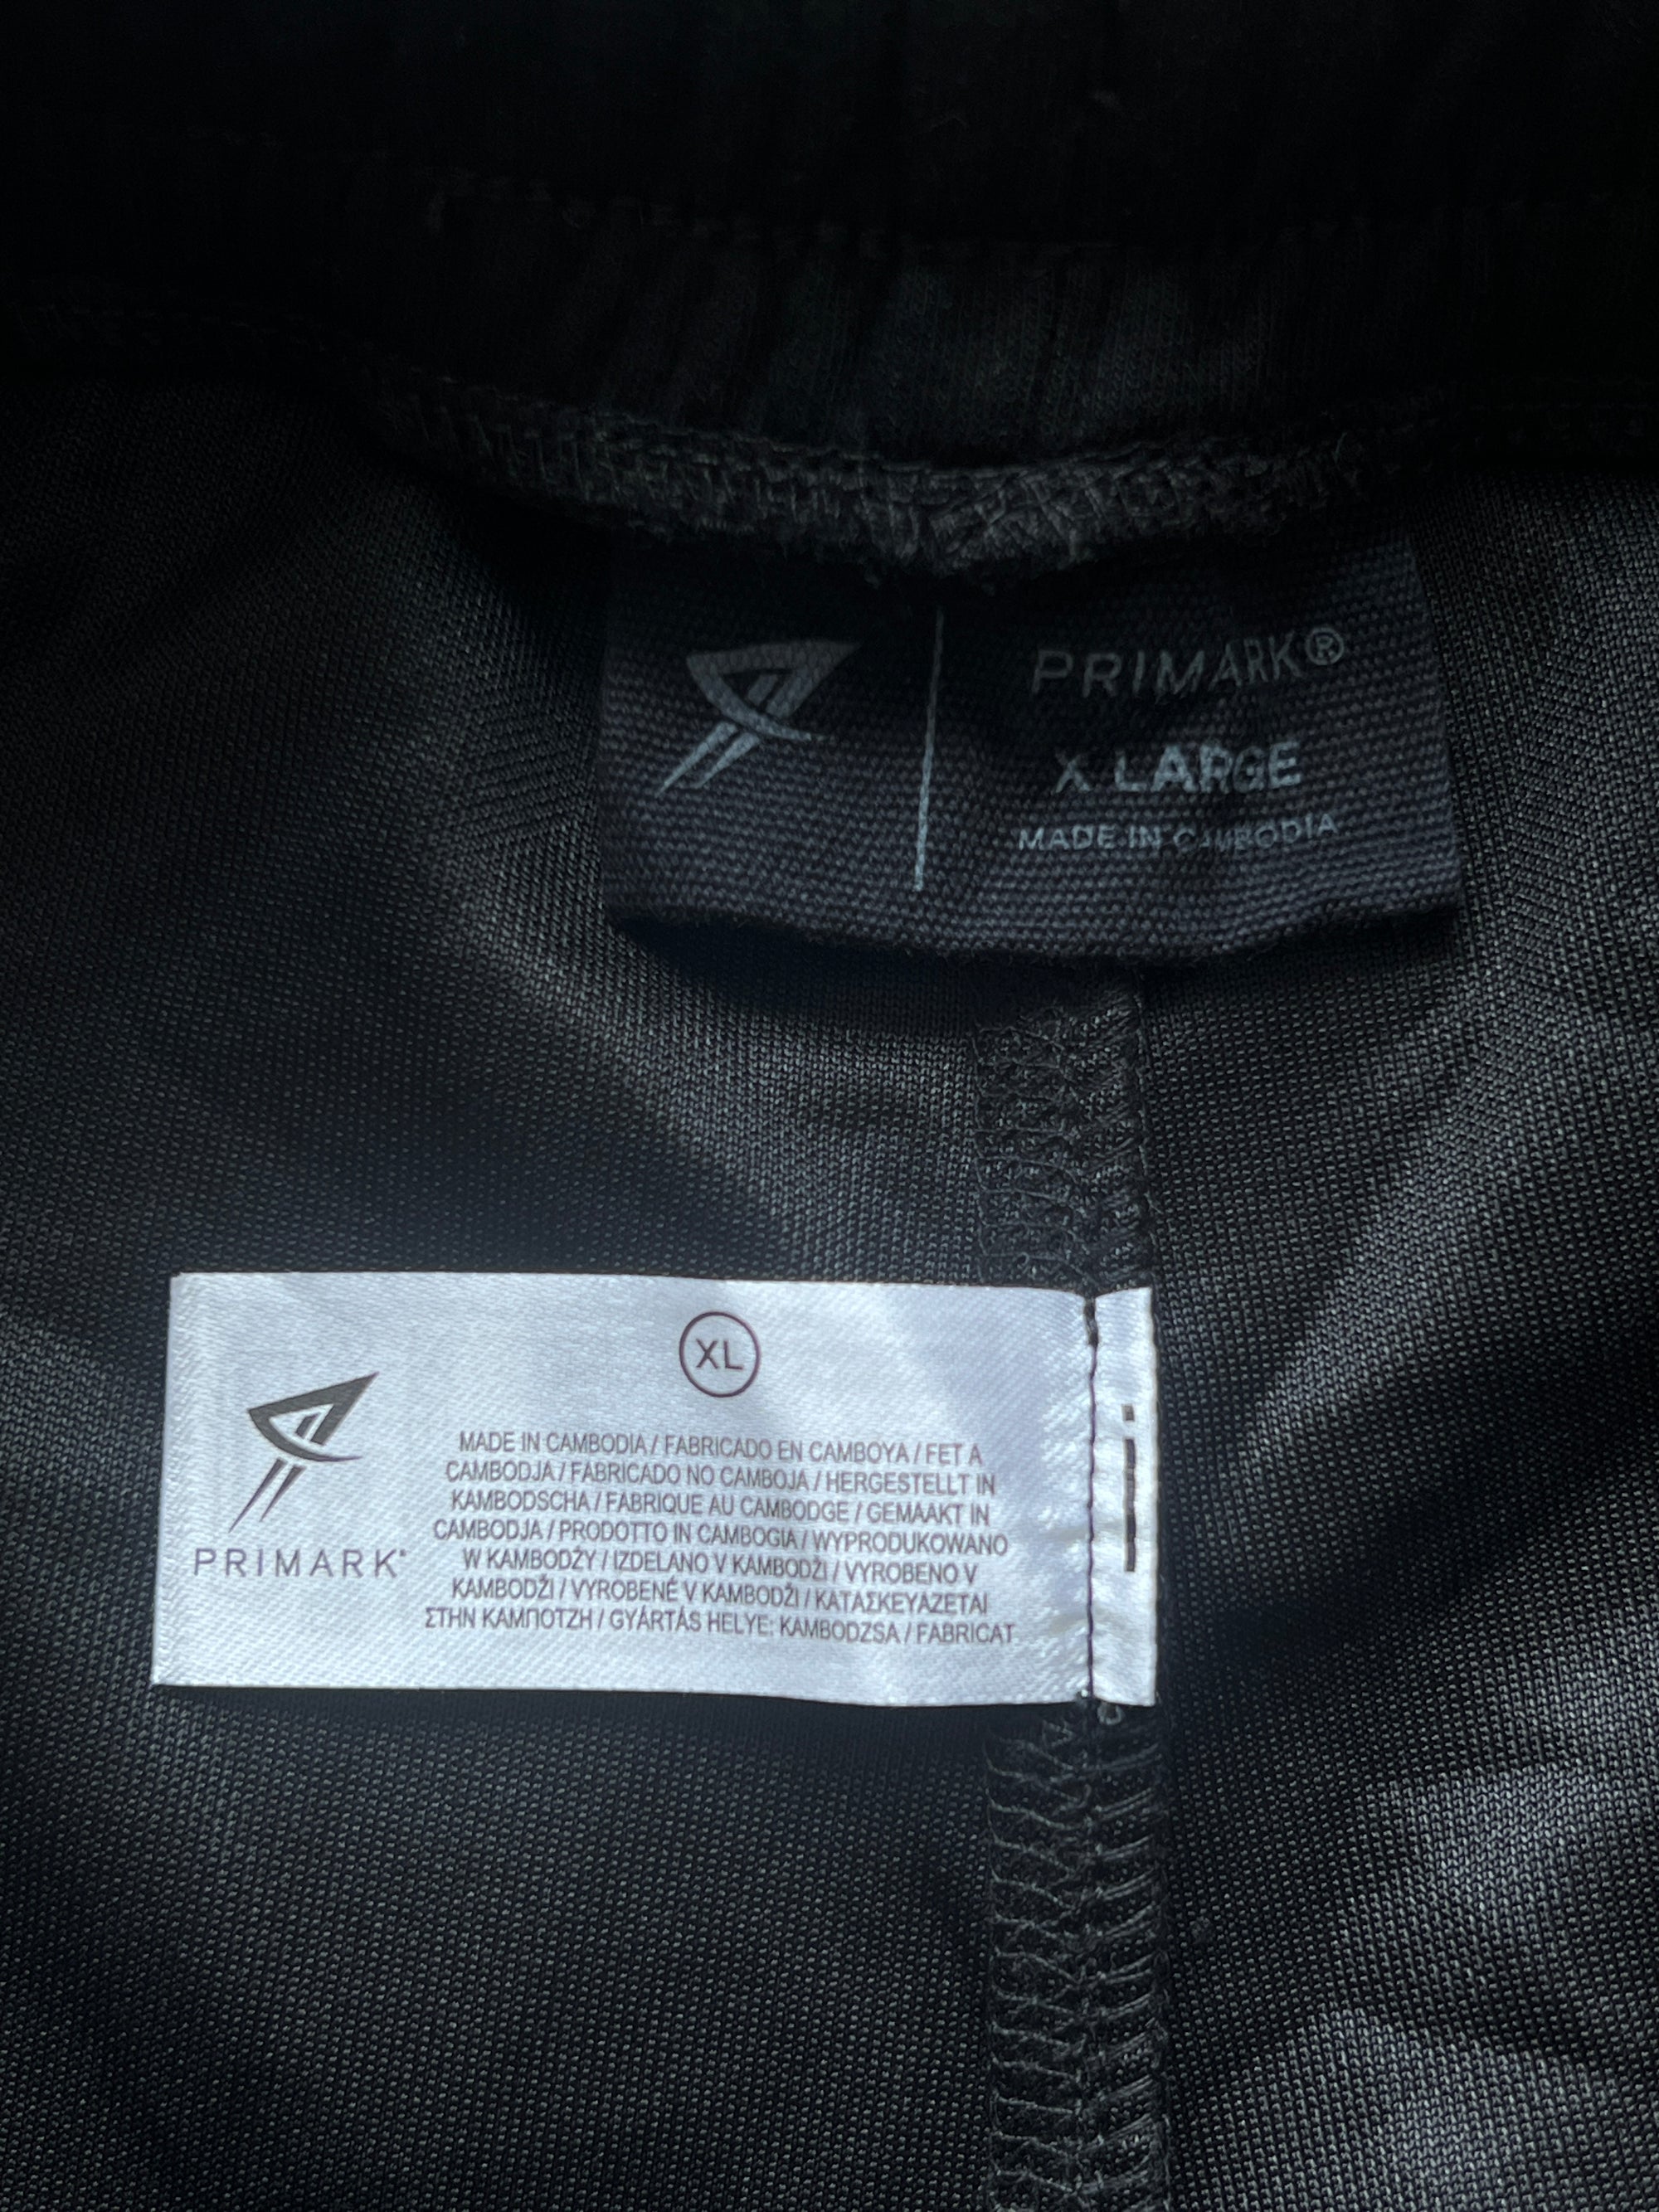 PRIMARK®
X LARGE
MADE IN CAMBODIA
XL
MADE IN CAMBODIA / FABRICADO EN CAMBOYA / FET A
CAMBODJA / FABRICADO NO CAMBOJA / HERGESTELLT IN
KAMBODSCHA / FABRIQUE AU CAMBODGE / GEMAAKT IN
CAMBODJA / PRODOTTO IN CAMBOGIA / WYPRODUKOWANO
W KAMBODŻY / IZDELANO V KAMBODŽI / VYROBENO V
KAMBODŽI / VYROBENÉ V KAMBODŽI / ΚΑΤΑΣΚΕΥΑΖΕΤΑΙ
ΣΤΗΝ ΚΑΜΠΟΤΖΗ / GYÁRTÁS HELYE: KAMBODZSA / FABRICAT
PRIMARK®